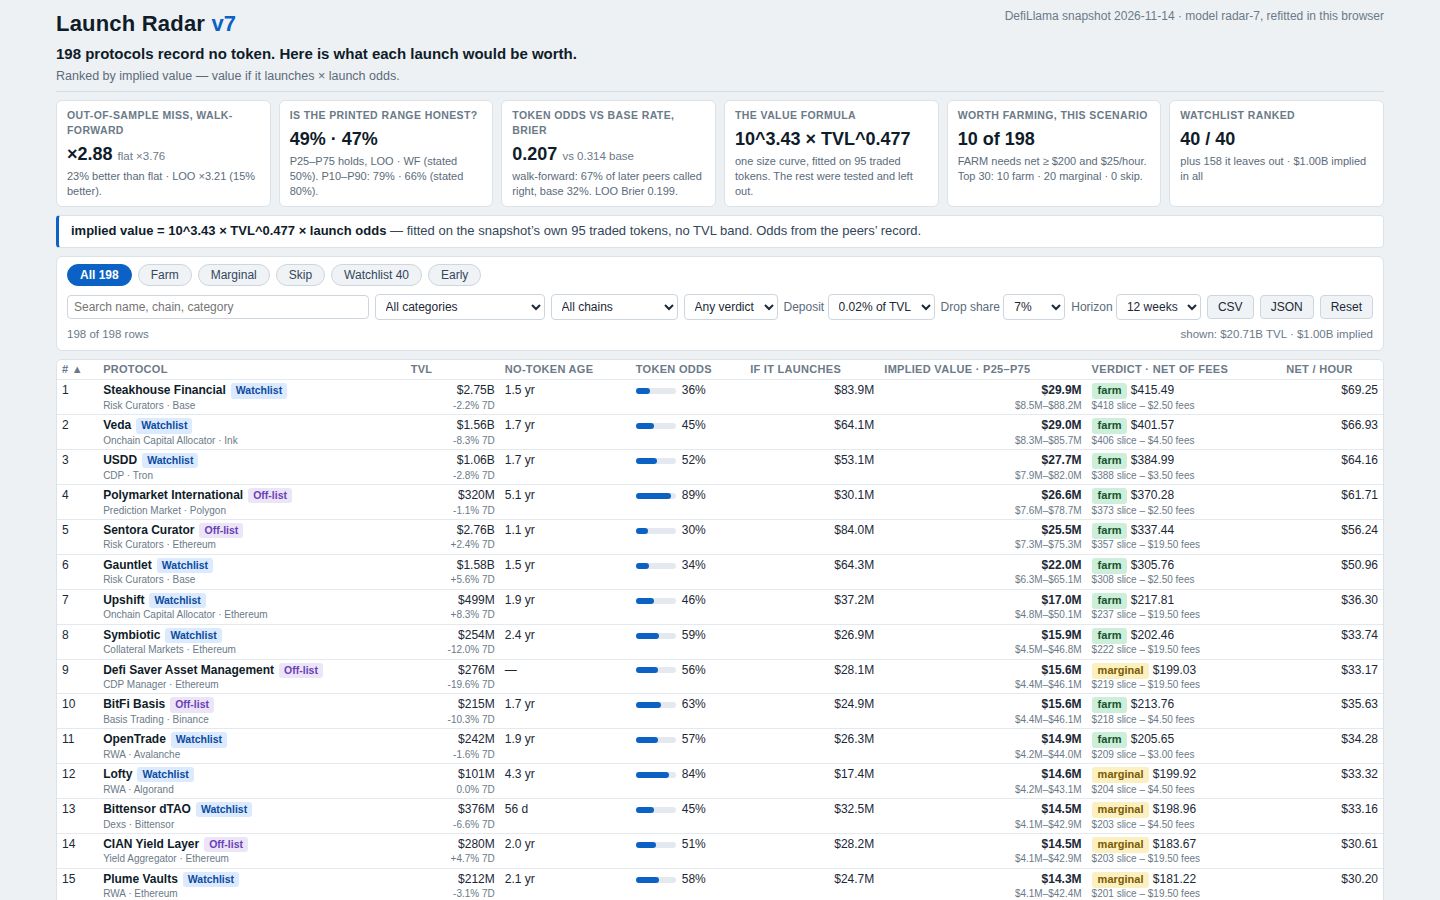 Launch Radar v7
DefiLlama snapshot 2026-11-14 · model radar-7, refitted in this browser
198 protocols record no token. Here is what each launch would be worth.
Ranked by implied value — value if it launches × launch odds.
OUT-OF-SAMPLE MISS, WALK-
FORWARD
×2.88 flat ×3.76
23% better than flat · LOO ×3.21 (15%
better).
IS THE PRINTED RANGE HONEST?
49% · 47%
P25–P75 holds, LOO · WF (stated
50%). P10–P90: 79% · 66% (stated
80%).
TOKEN ODDS VS BASE RATE,
BRIER
0.207 vs 0.314 base
walk-forward: 67% of later peers called
right, base 32%. LOO Brier 0.199.
THE VALUE FORMULA
10^3.43 × TVL^0.477
one size curve, fitted on 95 traded
tokens. The rest were tested and left
out.
WORTH FARMING, THIS SCENARIO
10 of 198
FARM needs net ≥ $200 and $25/hour.
Top 30: 10 farm · 20 marginal · 0 skip.
WATCHLIST RANKED
40 / 40
plus 158 it leaves out · $1.00B implied
in all
implied value = 10^3.43 × TVL^0.477 × launch odds — fitted on the snapshot’s own 95 traded tokens, no TVL band. Odds from the peers’ record.
All 198 Farm Marginal Skip Watchlist 40 Early
Search name, chain, category All categories All chains Any verdict Deposit 0.02% of TVL Drop share 7% Horizon 12 weeks CSV JSON Reset
198 of 198 rows shown: $20.71B TVL · $1.00B implied
# ▲ PROTOCOL TVL NO-TOKEN AGE TOKEN ODDS IF IT LAUNCHES IMPLIED VALUE · P25–P75 VERDICT · NET OF FEES NET / HOUR
1 Steakhouse Financial Watchlist $2.75B 1.5 yr 36% $83.9M $29.9M farm $415.49 $69.25
Risk Curators · Base -2.2% 7D $8.5M–$88.2M $418 slice – $2.50 fees
2 Veda Watchlist $1.56B 1.7 yr 45% $64.1M $29.0M farm $401.57 $66.93
Onchain Capital Allocator · Ink -8.3% 7D $8.3M–$85.7M $406 slice – $4.50 fees
3 USDD Watchlist $1.06B 1.7 yr 52% $53.1M $27.7M farm $384.99 $64.16
CDP · Tron -2.8% 7D $7.9M–$82.0M $388 slice – $3.50 fees
4 Polymarket International Off-list $320M 5.1 yr 89% $30.1M $26.6M farm $370.28 $61.71
Prediction Market · Polygon -1.1% 7D $7.6M–$78.7M $373 slice – $2.50 fees
5 Sentora Curator Off-list $2.76B 1.1 yr 30% $84.0M $25.5M farm $337.44 $56.24
Risk Curators · Ethereum +2.4% 7D $7.3M–$75.3M $357 slice – $19.50 fees
6 Gauntlet Watchlist $1.58B 1.5 yr 34% $64.3M $22.0M farm $305.76 $50.96
Risk Curators · Base +5.6% 7D $6.3M–$65.1M $308 slice – $2.50 fees
7 Upshift Watchlist $499M 1.9 yr 46% $37.2M $17.0M farm $217.81 $36.30
Onchain Capital Allocator · Ethereum +8.3% 7D $4.8M–$50.1M $237 slice – $19.50 fees
8 Symbiotic Watchlist $254M 2.4 yr 59% $26.9M $15.9M farm $202.46 $33.74
Collateral Markets · Ethereum -12.0% 7D $4.5M–$46.8M $222 slice – $19.50 fees
9 Defi Saver Asset Management Off-list $276M — 56% $28.1M $15.6M marginal $199.03 $33.17
CDP Manager · Ethereum -19.6% 7D $4.4M–$46.1M $219 slice – $19.50 fees
10 BitFi Basis Off-list $215M 1.7 yr 63% $24.9M $15.6M farm $213.76 $35.63
Basis Trading · Binance -10.3% 7D $4.4M–$46.1M $218 slice – $4.50 fees
11 OpenTrade Watchlist $242M 1.9 yr 57% $26.3M $14.9M farm $205.65 $34.28
RWA · Avalanche -1.6% 7D $4.2M–$44.0M $209 slice – $3.00 fees
12 Lofty Watchlist $101M 4.3 yr 84% $17.4M $14.6M marginal $199.92 $33.32
RWA · Algorand 0.0% 7D $4.2M–$43.1M $204 slice – $4.50 fees
13 Bittensor dTAO Watchlist $376M 56 d 45% $32.5M $14.5M marginal $198.96 $33.16
Dexs · Bittensor -6.6% 7D $4.1M–$42.9M $203 slice – $4.50 fees
14 CIAN Yield Layer Off-list $280M 2.0 yr 51% $28.2M $14.5M marginal $183.67 $30.61
Yield Aggregator · Ethereum +4.7% 7D $4.1M–$42.9M $203 slice – $19.50 fees
15 Plume Vaults Watchlist $212M 2.1 yr 58% $24.7M $14.3M marginal $181.22 $30.20
RWA · Ethereum -3.1% 7D $4.1M–$42.4M $201 slice – $19.50 fees